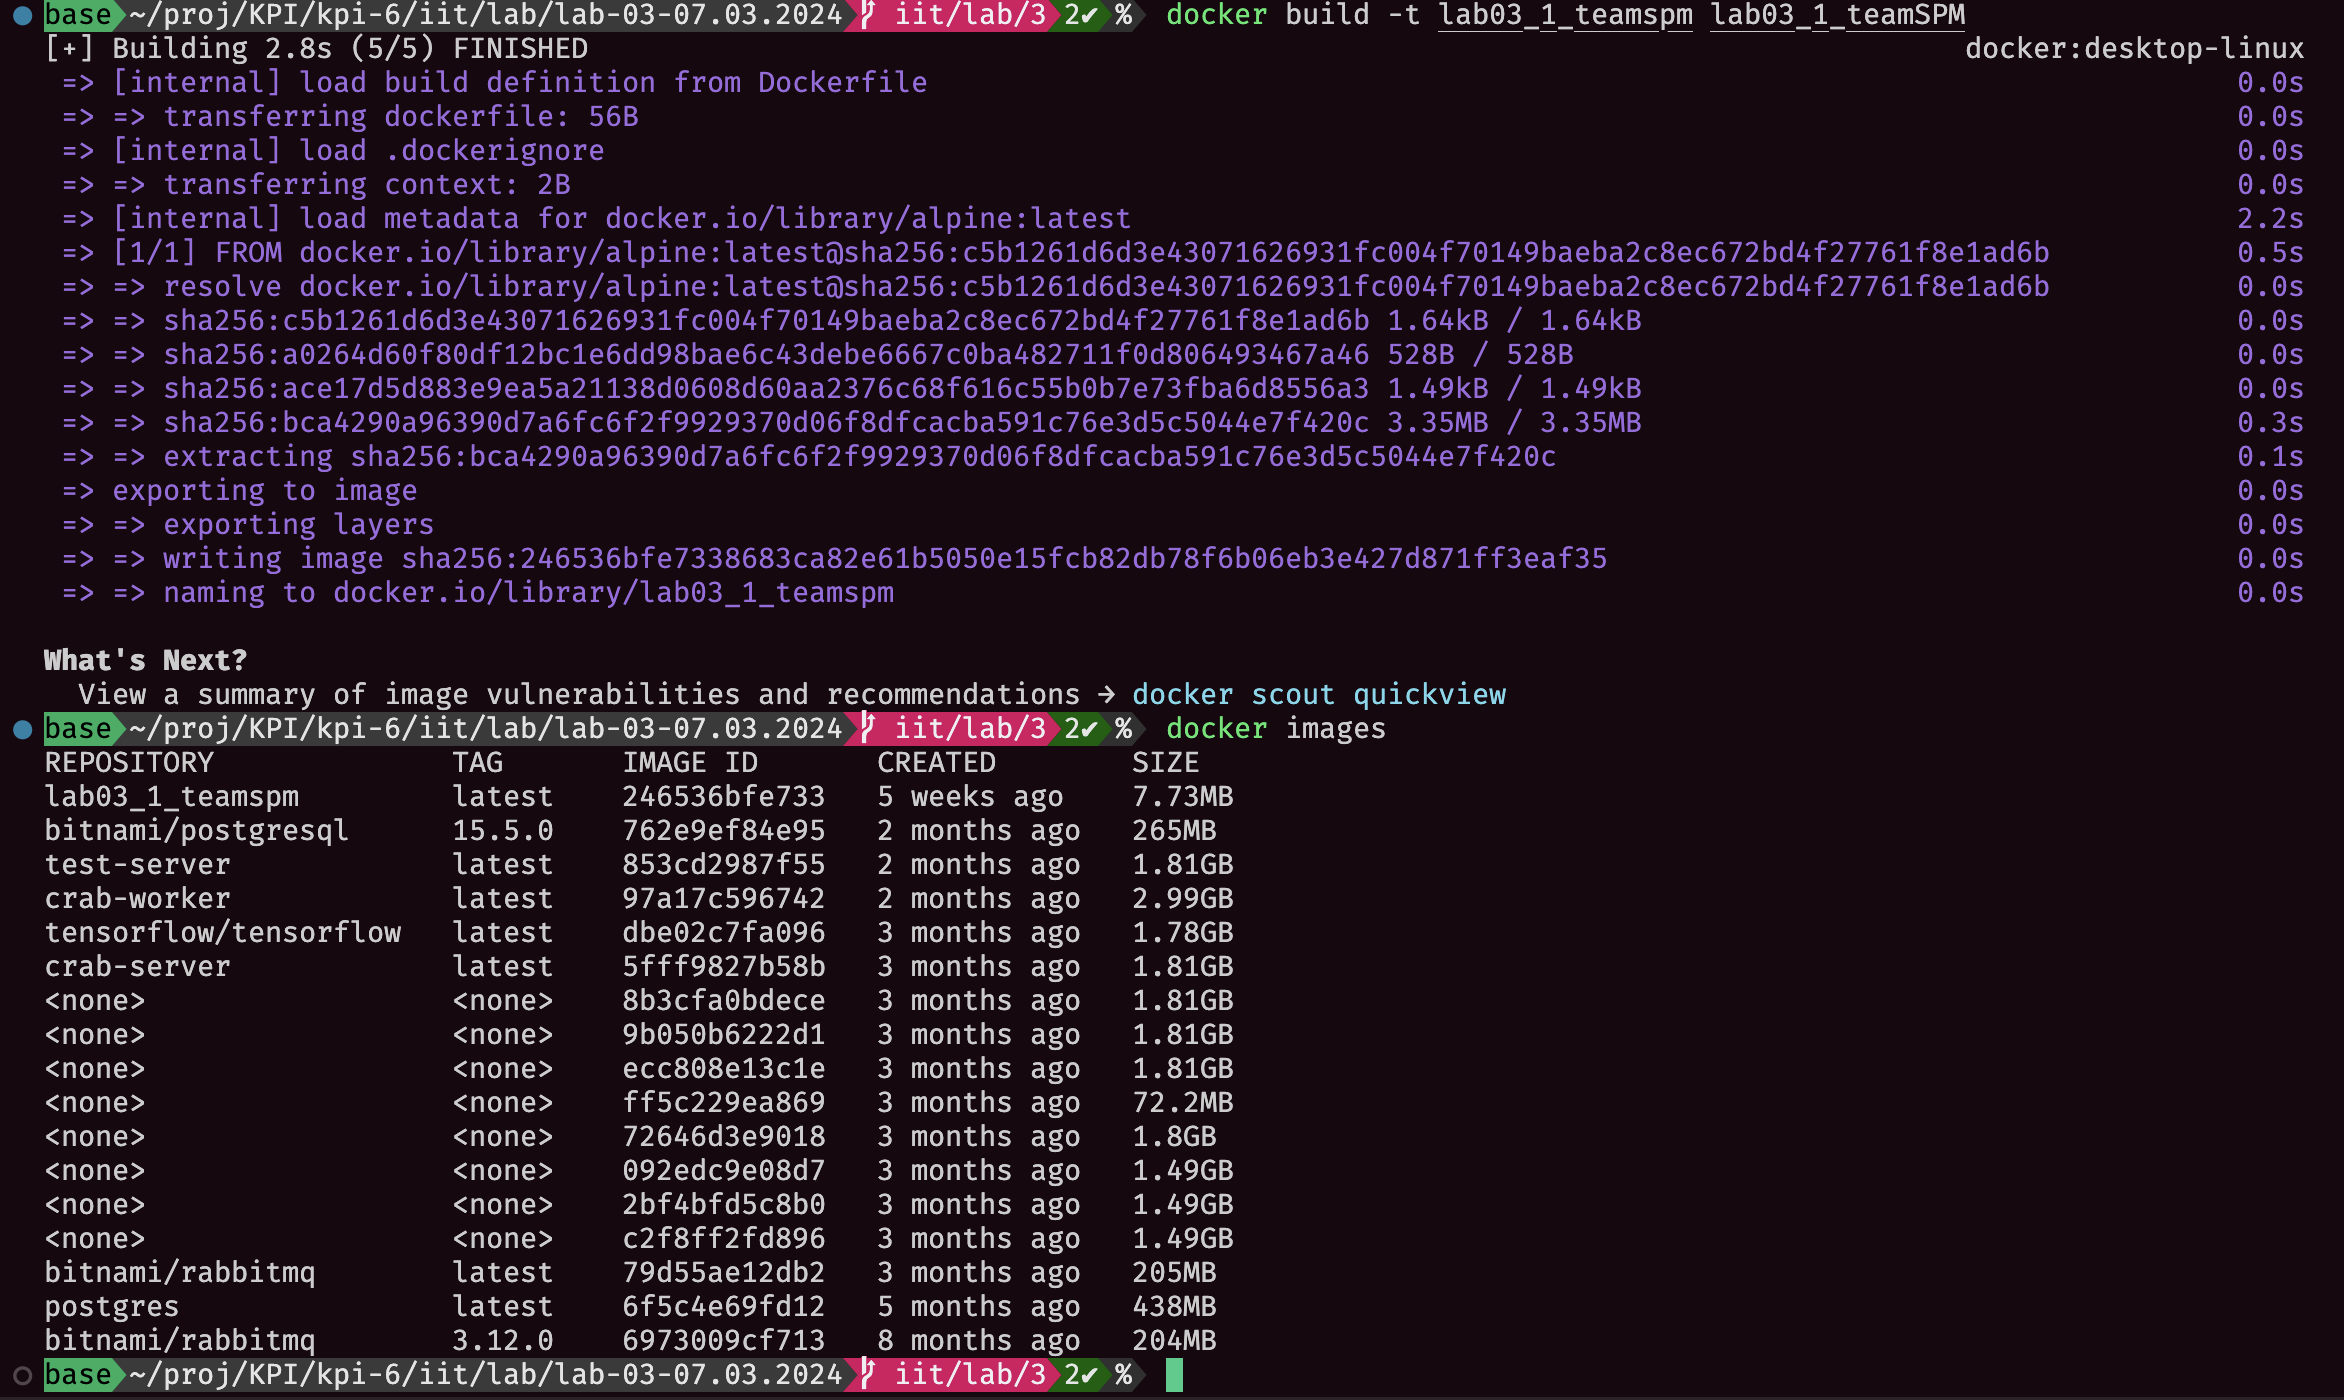 base ~/proj/KPI/kpi-6/iit/lab/lab-03-07.03.2024 iit/lab/3 2✔ % docker build -t lab03_1_teamspm lab03_1_teamSPM
[+] Building 2.8s (5/5) FINISHED docker:desktop-linux
=> [internal] load build definition from Dockerfile 0.0s
=> => transferring dockerfile: 56B 0.0s
=> [internal] load .dockerignore 0.0s
=> => transferring context: 2B 0.0s
=> [internal] load metadata for docker.io/library/alpine:latest 2.2s
=> [1/1] FROM docker.io/library/alpine:latest@sha256:c5b1261d6d3e43071626931fc004f70149baeba2c8ec672bd4f27761f8e1ad6b 0.5s
=> => resolve docker.io/library/alpine:latest@sha256:c5b1261d6d3e43071626931fc004f70149baeba2c8ec672bd4f27761f8e1ad6b 0.0s
=> => sha256:c5b1261d6d3e43071626931fc004f70149baeba2c8ec672bd4f27761f8e1ad6b 1.64kB / 1.64kB 0.0s
=> => sha256:a0264d60f80df12bc1e6dd98bae6c43debe6667c0ba482711f0d806493467a46 528B / 528B 0.0s
=> => sha256:ace17d5d883e9ea5a21138d0608d60aa2376c68f616c55b0b7e73fba6d8556a3 1.49kB / 1.49kB 0.0s
=> => sha256:bca4290a96390d7a6fc6f2f9929370d06f8dfcacba591c76e3d5c5044e7f420c 3.35MB / 3.35MB 0.3s
=> => extracting sha256:bca4290a96390d7a6fc6f2f9929370d06f8dfcacba591c76e3d5c5044e7f420c 0.1s
=> exporting to image 0.0s
=> => exporting layers 0.0s
=> => writing image sha256:246536bfe7338683ca82e61b5050e15fcb82db78f6b06eb3e427d871ff3eaf35 0.0s
=> => naming to docker.io/library/lab03_1_teamspm 0.0s
What's Next?
View a summary of image vulnerabilities and recommendations → docker scout quickview
base ~/proj/KPI/kpi-6/iit/lab/lab-03-07.03.2024 iit/lab/3 2✔ % docker images
REPOSITORY TAG IMAGE ID CREATED SIZE
lab03_1_teamspm latest 246536bfe733 5 weeks ago 7.73MB
bitnami/postgresql 15.5.0 762e9ef84e95 2 months ago 265MB
test-server latest 853cd2987f55 2 months ago 1.81GB
crab-worker latest 97a17c596742 2 months ago 2.99GB
tensorflow/tensorflow latest dbe02c7fa096 3 months ago 1.78GB
crab-server latest 5fff9827b58b 3 months ago 1.81GB
<none> <none> 8b3cfa0bdece 3 months ago 1.81GB
<none> <none> 9b050b6222d1 3 months ago 1.81GB
<none> <none> ecc808e13c1e 3 months ago 1.81GB
<none> <none> ff5c229ea869 3 months ago 72.2MB
<none> <none> 72646d3e9018 3 months ago 1.8GB
<none> <none> 092edc9e08d7 3 months ago 1.49GB
<none> <none> 2bf4bfd5c8b0 3 months ago 1.49GB
<none> <none> c2f8ff2fd896 3 months ago 1.49GB
bitnami/rabbitmq latest 79d55ae12db2 3 months ago 205MB
postgres latest 6f5c4e69fd12 5 months ago 438MB
bitnami/rabbitmq 3.12.0 6973009cf713 8 months ago 204MB
base ~/proj/KPI/kpi-6/iit/lab/lab-03-07.03.2024 iit/lab/3 2✔ %